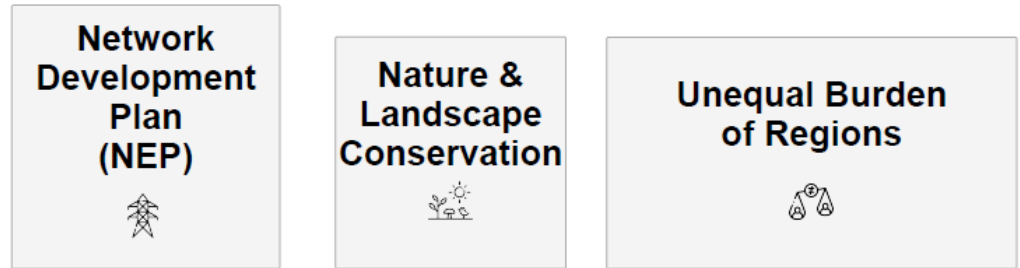 Network
Development
Plan
(NEP)
Nature &
Landscape
Conservation
Unequal Burden
of Regions